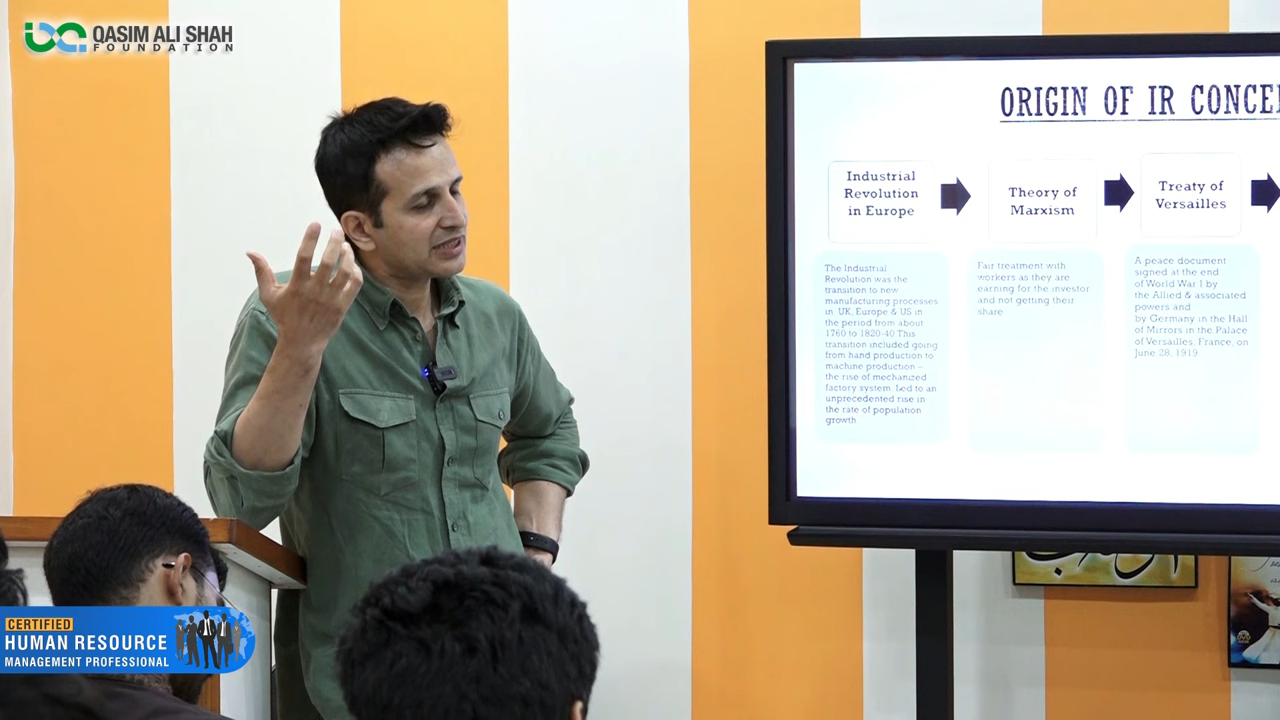 QASIM ALI SHAH
FOUNDATION
ORIGIN OF IR
Industrial
Revolution
in Europe
Theory of
Marxism
Treaty of
Versailles
The Industrial
Revolution was the
transition to new
manufacturing processes
in UK, Europe & US in
the period from about
1760 to 1820-40 This
transition included going
from hand production to
machine production –
the rise of mechanized
factory system. Led to an
unprecedented rise in
the rate of population
growth
Fair treatment with
workers as they are
earning for the investor
and not getting their
share
A peace document
signed at the end
of World War I by
the Allied & associated
powers and
by Germany in the Hall
of Mirrors in the Palace
of Versailles, France, on
June 28, 1919
CERTIFIED
HUMAN RESOURCE
MANAGEMENT PROFESSIONAL